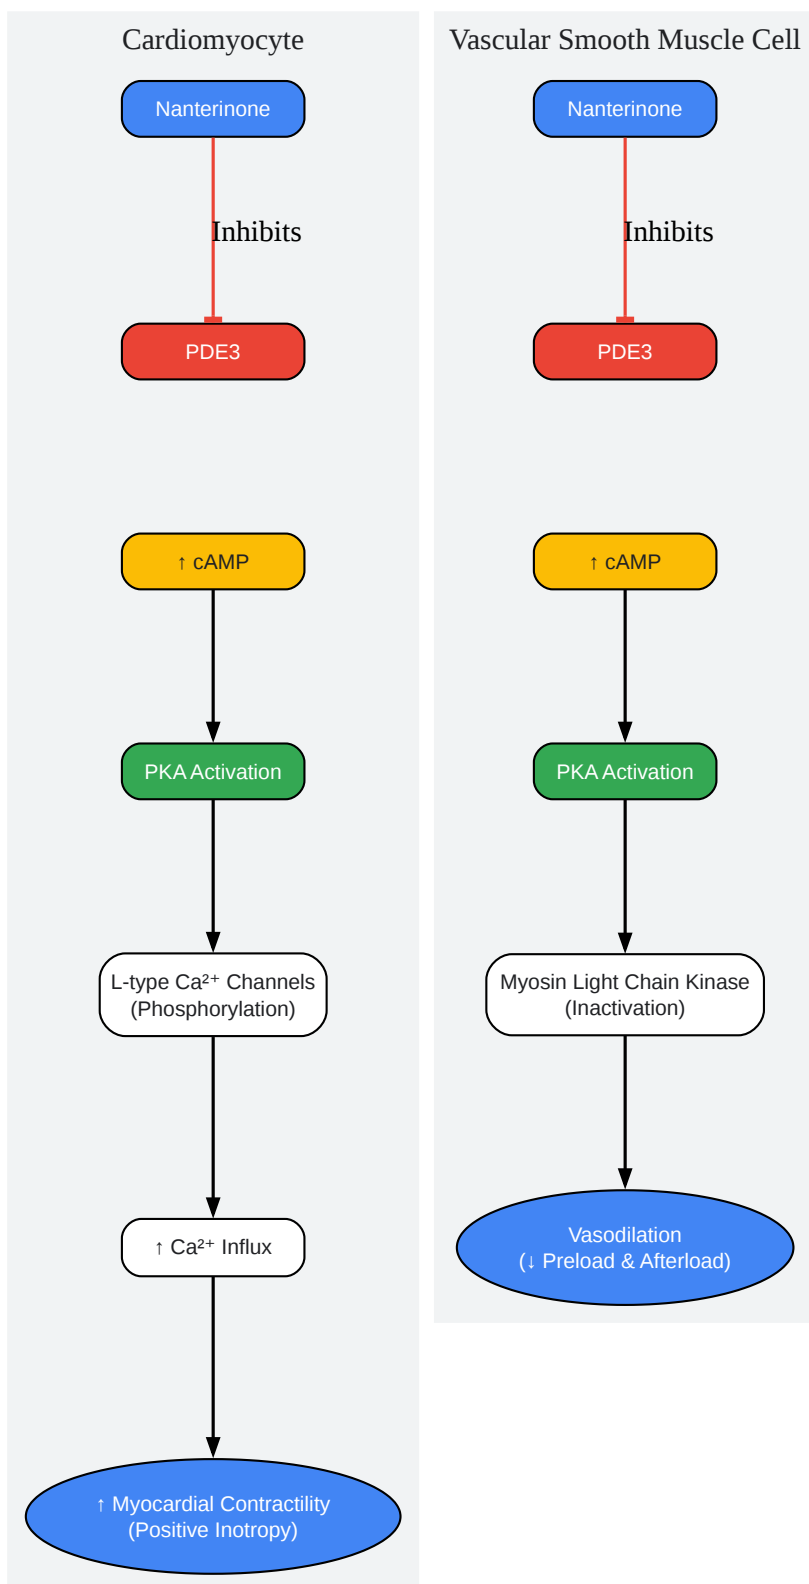 Cardiomyocyte
Nanterinone
Inhibits
PDE3
↑ cAMP
PKA Activation
L-type Ca²⁺ Channels
(Phosphorylation)
↑ Ca²⁺ Influx
↑ Myocardial Contractility
(Positive Inotropy)
Vascular Smooth Muscle Cell
Nanterinone
Inhibits
PDE3
↑ cAMP
PKA Activation
Myosin Light Chain Kinase
(Inactivation)
Vasodilation
(↓ Preload & Afterload)